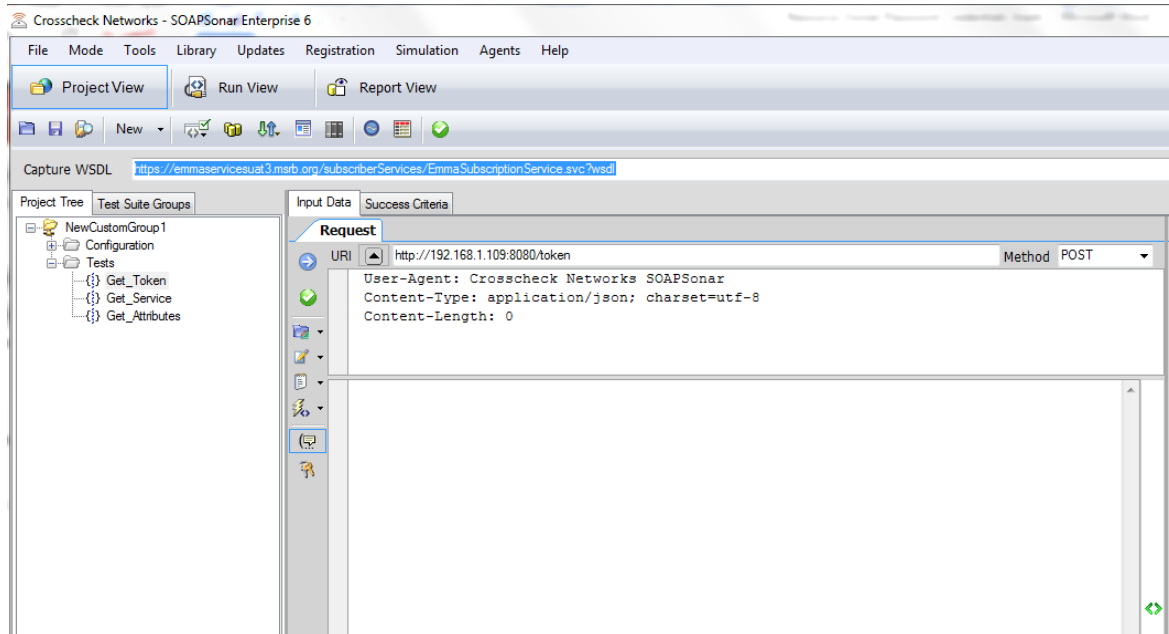 Crosscheck Networks - SOAPSonar Enterprise 6
File Mode Tools Library Updates Registration Simulation Agents Help
Project View Run View Report View
New
Capture WSDL https://emmaservicesuat3.msrb.org/subscriberServices/EmmaSubscriptionService.svc?wsdl
Project Tree Test Suite Groups Input Data Success Criteria
NewCustomGroup1
Configuration
Tests
{} Get_Token
{} Get_Service
{} Get_Attributes
Request
URI http://192.168.1.109:8080/token Method POST
User-Agent: Crosscheck Networks SOAPSonar
Content-Type: application/json; charset=utf-8
Content-Length: 0